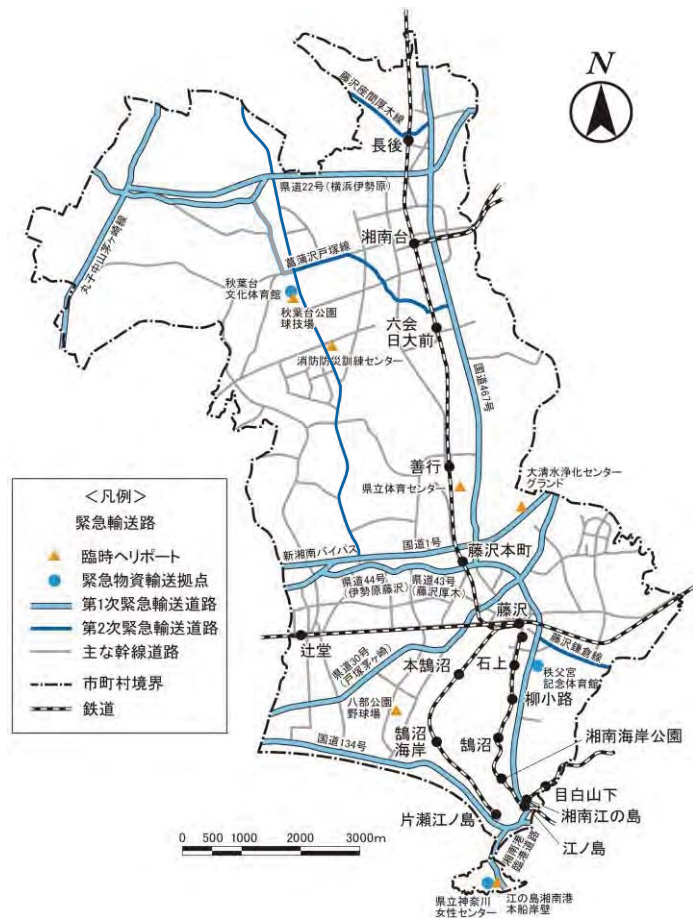 N
藤沢座間厚木線
長後
県道22号(横浜伊勢原)
丸子中山茅ヶ崎線
湘南台
菖蒲沢戸塚線
秋葉台
文化体育館
秋葉台公園
球技場
六会
日大前
消防防災訓練センター
国道467号
善行
県立体育センター
大清水浄化センター
グランド
<凡例>
緊急輸送路
臨時ヘリポート
緊急物資輸送拠点
第1次緊急輸送道路
第2次緊急輸送道路
主な幹線道路
市町村境界
鉄道
新湘南バイパス
国道1号
藤沢本町
県道44号
(伊勢原藤沢)
県道43号
(藤沢厚木)
藤沢
辻堂
藤沢鎌倉線
県道30号
(戸塚茅ヶ崎)
本鵠沼
石上
秩父宮
記念体育館
柳小路
八部公園
野球場
鵠沼
海岸
鵠沼
湘南海岸公園
国道134号
目白山下
湘南江の島
片瀬江ノ島
江ノ島
湘南港
臨港道路
0 500 1000 2000 3000m
県立神奈川
女性センター
江の島湘南港
本船岸壁